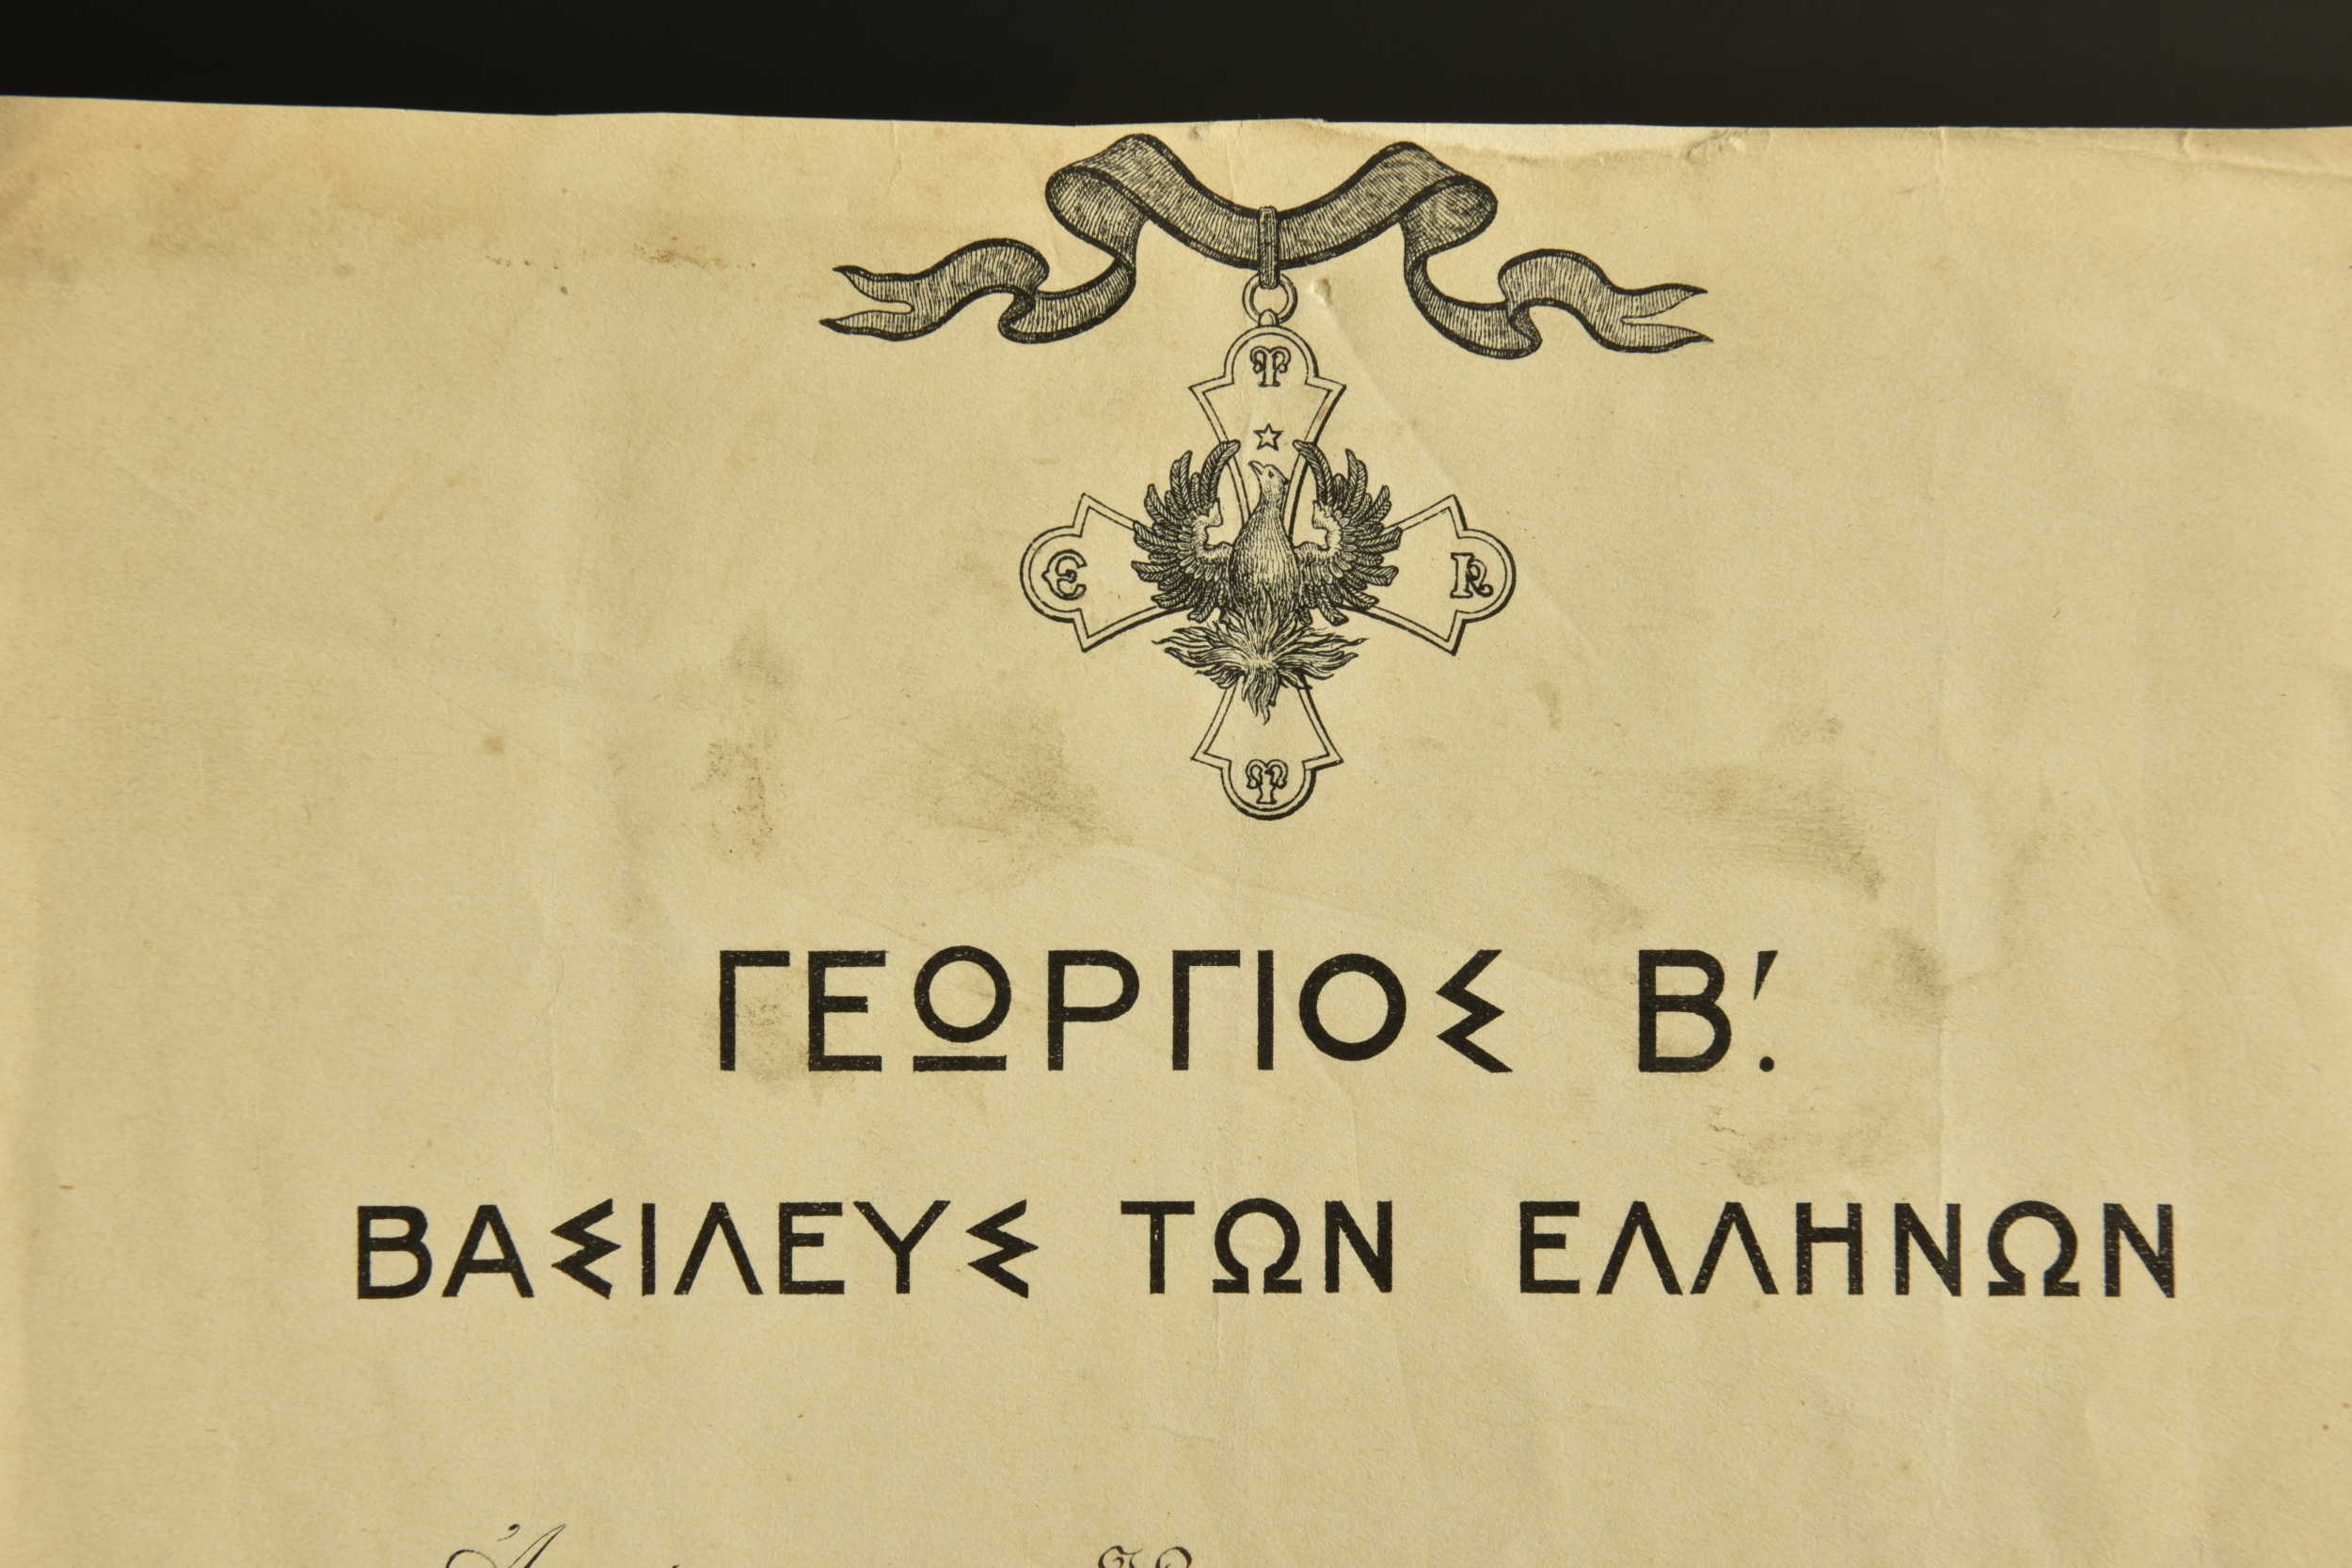 Τ
Ε Κ
Τ
ΓΕΩΡΓΙΟΣ Β΄.
ΒΑΣΙΛΕΥΣ ΤΩΝ ΕΛΛΗΝΩΝ